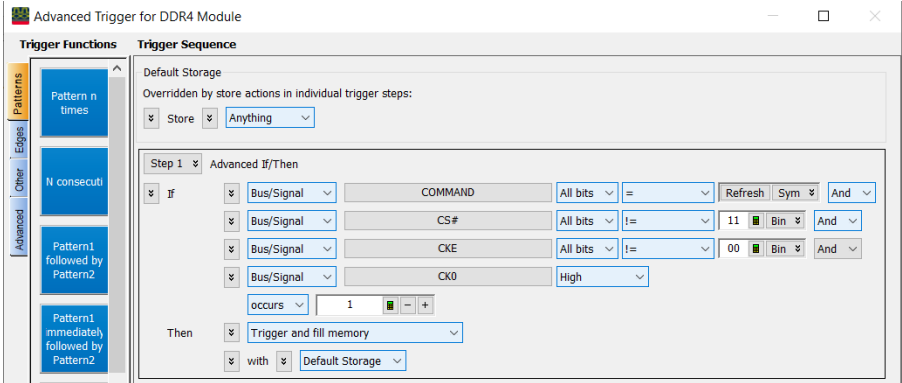 Advanced Trigger for DDR4 Module
Trigger Functions
Trigger Sequence
Patterns
Edges
Other
Advanced
Pattern n
times
N consecuti
Pattern1
followed by
Pattern2
Pattern1
immediately
followed by
Pattern2
Default Storage
Overridden by store actions in individual trigger steps:
Store Anything
Step 1 Advanced If/Then
If Bus/Signal COMMAND All bits = Refresh Sym And
Bus/Signal CS# All bits != 11 Bin And
Bus/Signal CKE All bits != 00 Bin And
Bus/Signal CK0 High
occurs 1 − +
Then Trigger and fill memory
with Default Storage